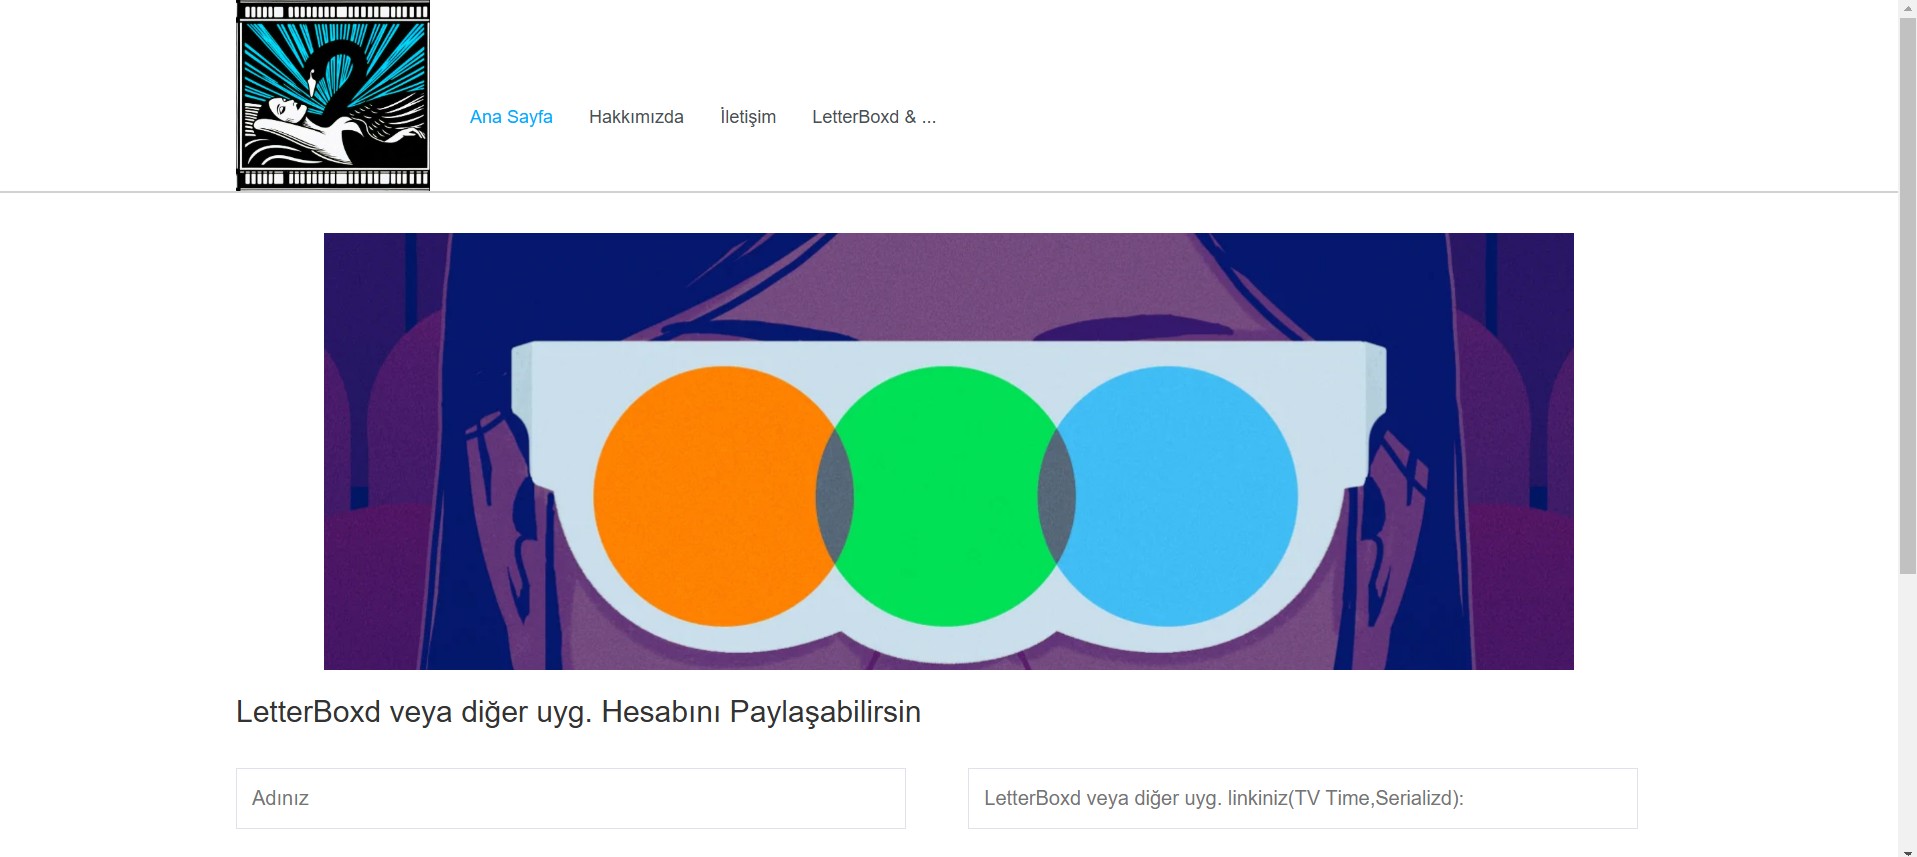 Ana Sayfa Hakkımızda İletişim LetterBoxd & ...
LetterBoxd veya diğer uyg. Hesabını Paylaşabilirsin
Adınız
LetterBoxd veya diğer uyg. linkiniz(TV Time,Serializd):